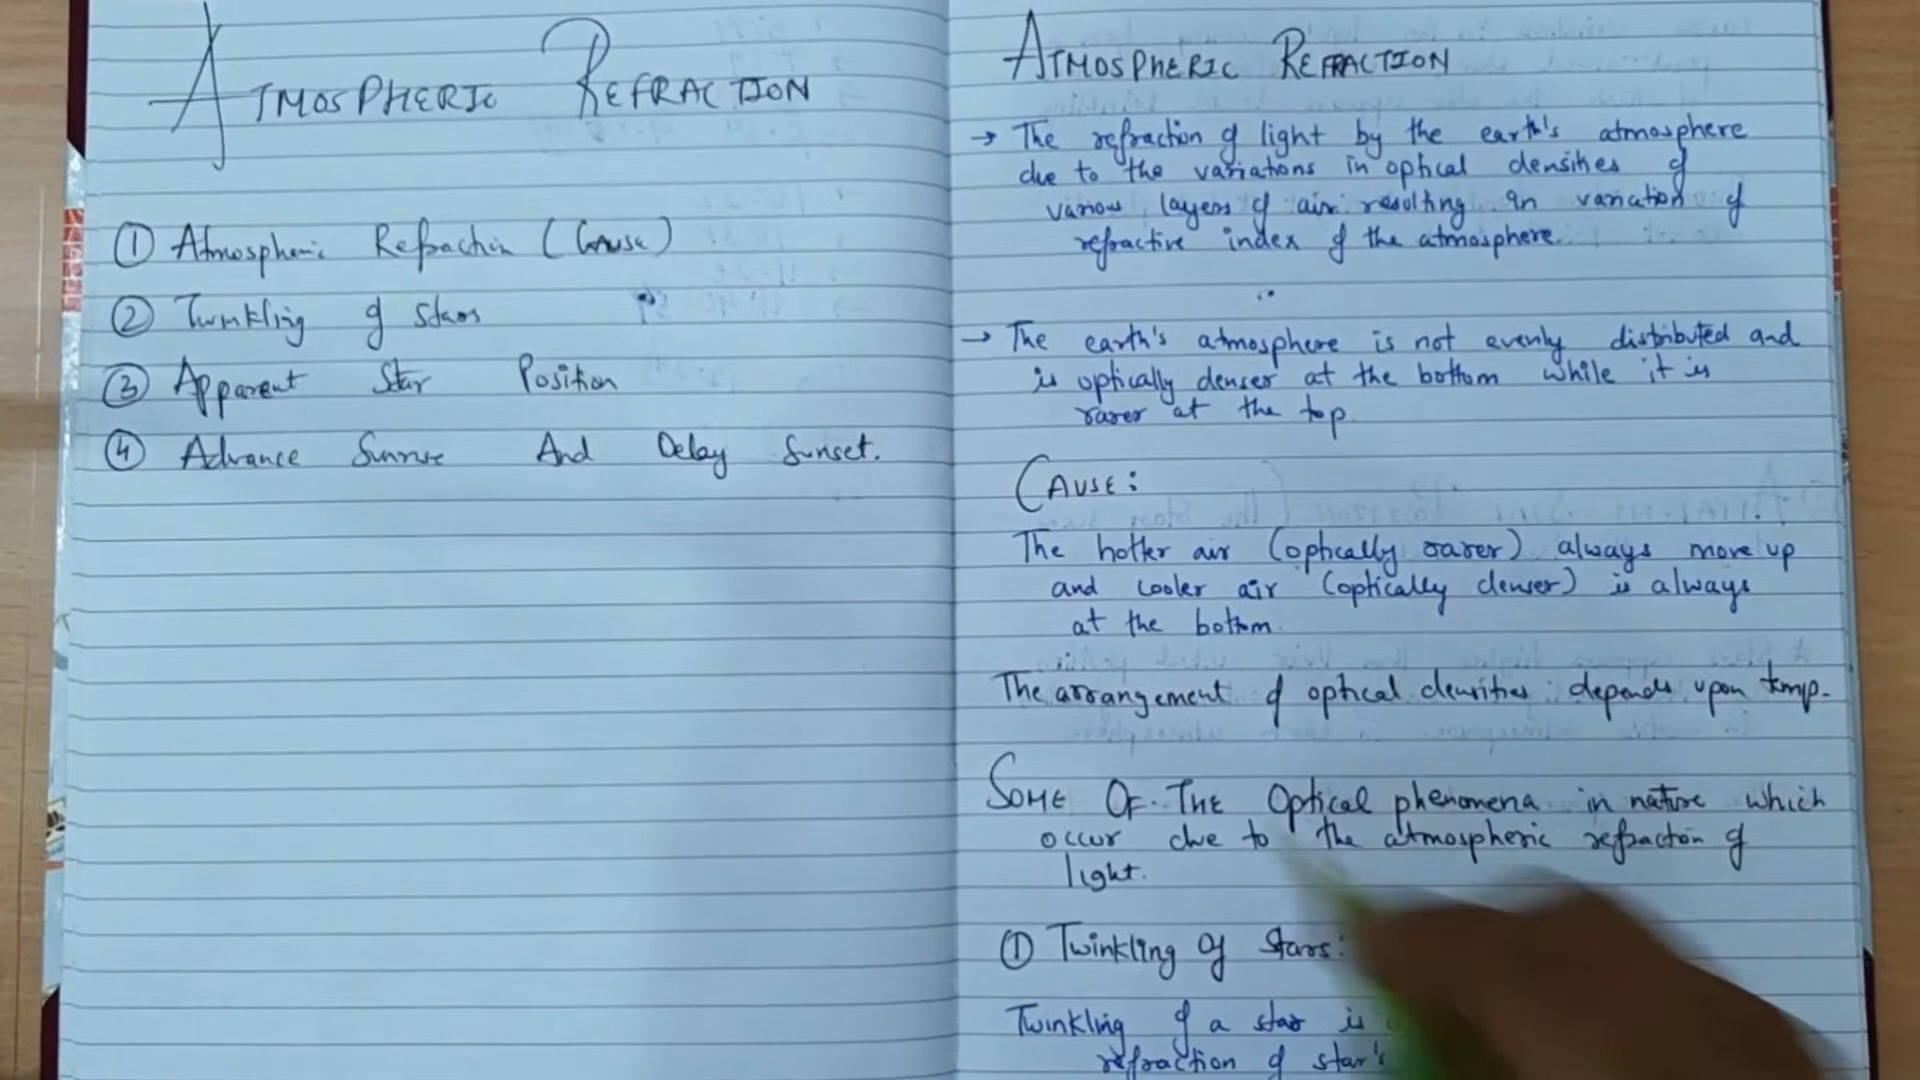 ATMOSPHERIC REFRACTION
① Atmospheric Refraction (Cause)
② Twinkling of stars
③ Apparent Star Position
④ Advance Sunrise And Delay Sunset.
ATMOSPHERIC REFRACTION
→ The refraction of light by the earth's atmosphere
due to the variations in optical densities of
various layers of air resulting in variation of
refractive index of the atmosphere.
→ The earth's atmosphere is not evenly distributed and
is optically denser at the bottom while it is
rarer at the top.
CAUSE:
The hotter air (optically rarer) always move up
and cooler air (optically denser) is always
at the bottom.
The arrangement of optical densities depends upon temp.
SOME OF THE Optical phenomena in nature which
occur due to the atmospheric refraction of
light.
① Twinkling of Stars:
Twinkling of a star is
refraction of star's